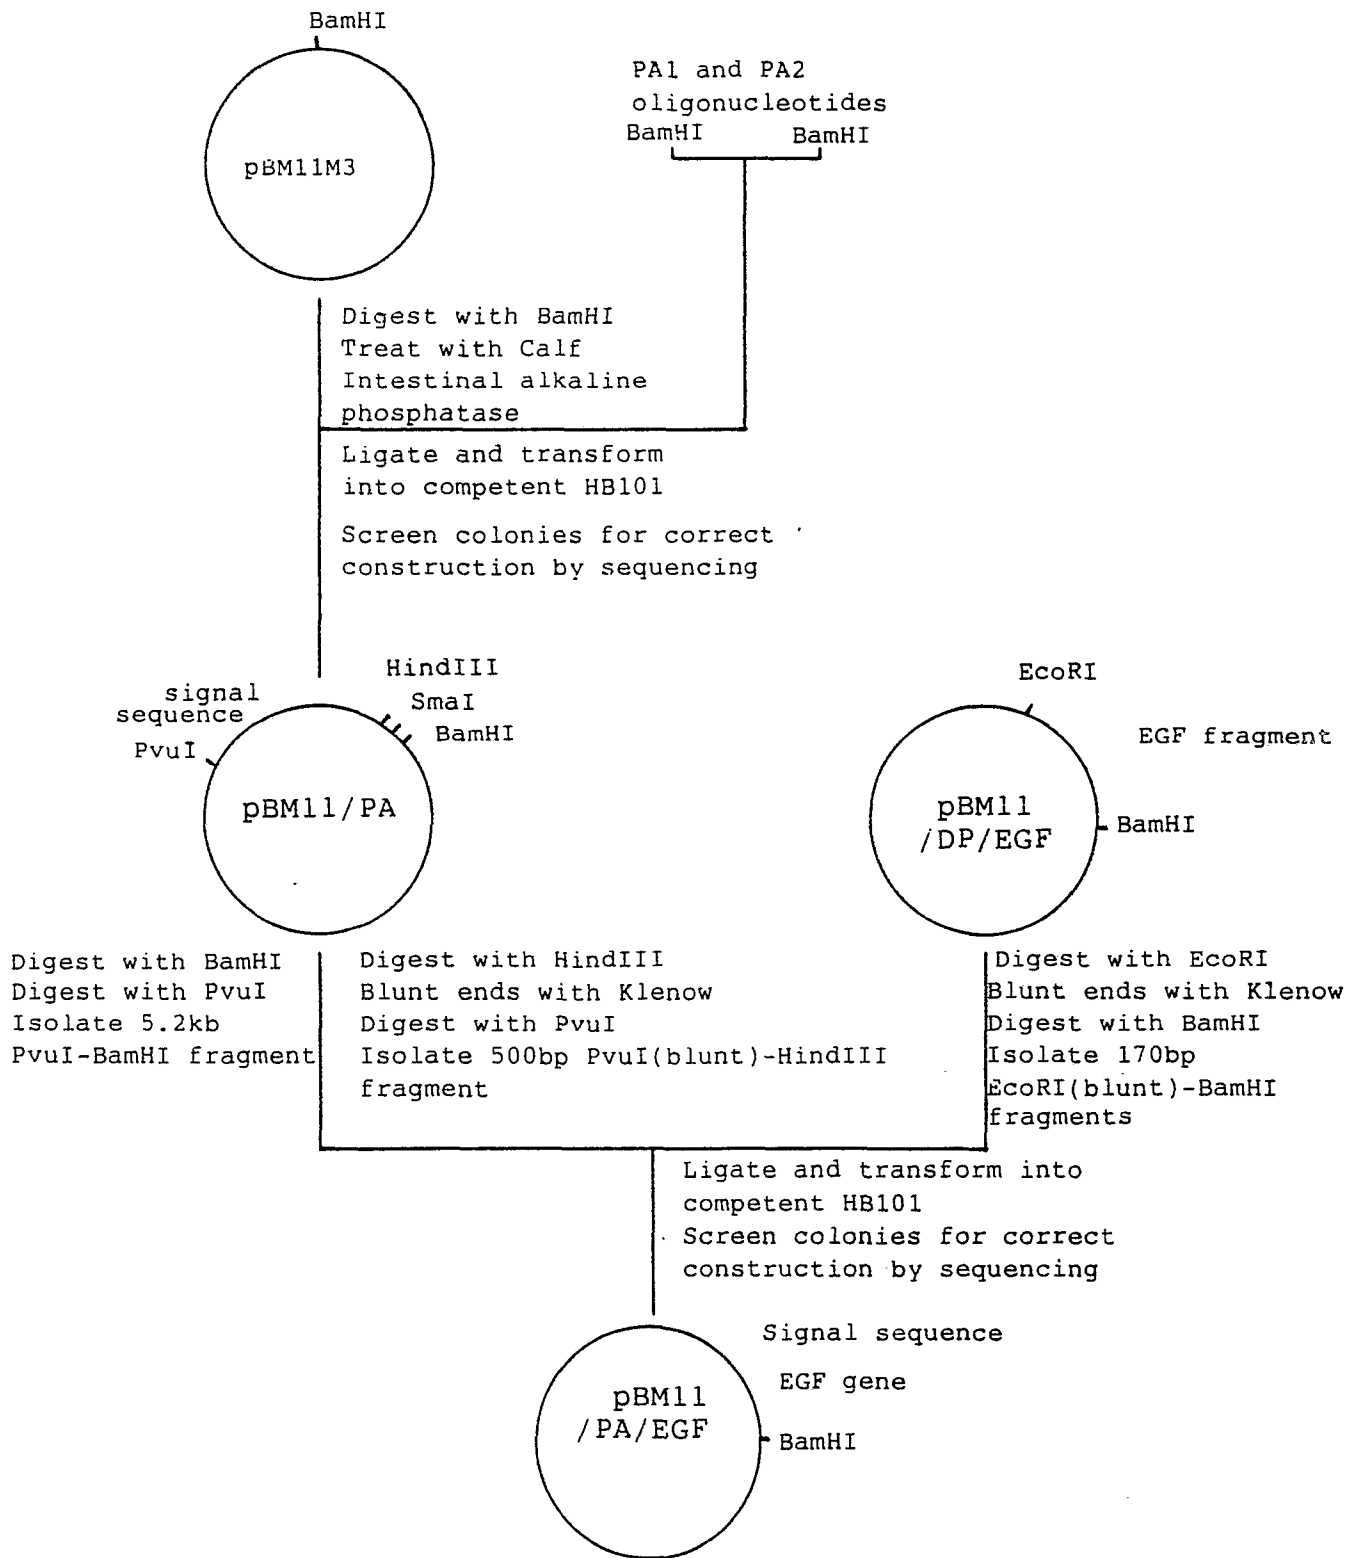 BamHI
pBM11M3
PA1 and PA2
oligonucleotides
BamHI
BamHI
Digest with BamHI
Treat with Calf
Intestinal alkaline
phosphatase
Ligate and transform
into competent HB101
Screen colonies for correct
construction by sequencing
signal
sequence
PvuI
HindIII
SmaI
BamHI
pBM11/PA
EcoRI
EGF fragment
BamHI
pBM11
/DP/EGF
Digest with BamHI
Digest with PvuI
Isolate 5.2kb
PvuI-BamHI fragment
Digest with HindIII
Blunt ends with Klenow
Digest with PvuI
Isolate 500bp PvuI(blunt)-HindIII
fragment
Digest with EcoRI
Blunt ends with Klenow
Digest with BamHI
Isolate 170bp
EcoRI(blunt)-BamHI
fragments
Ligate and transform into
competent HB101
Screen colonies for correct
construction by sequencing
Signal sequence
EGF gene
BamHI
pBM11
/PA/EGF